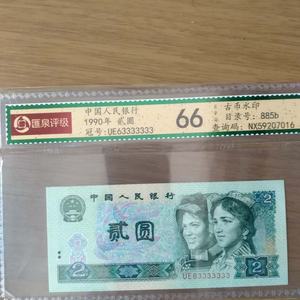 匯泉评级
中国人民银行
1990年 贰圆
冠号:UE63333333
66
古币水印
目录号: 885b
查询码: NX59207016
中国人民银行
2
贰圆
2
UE63333333
2